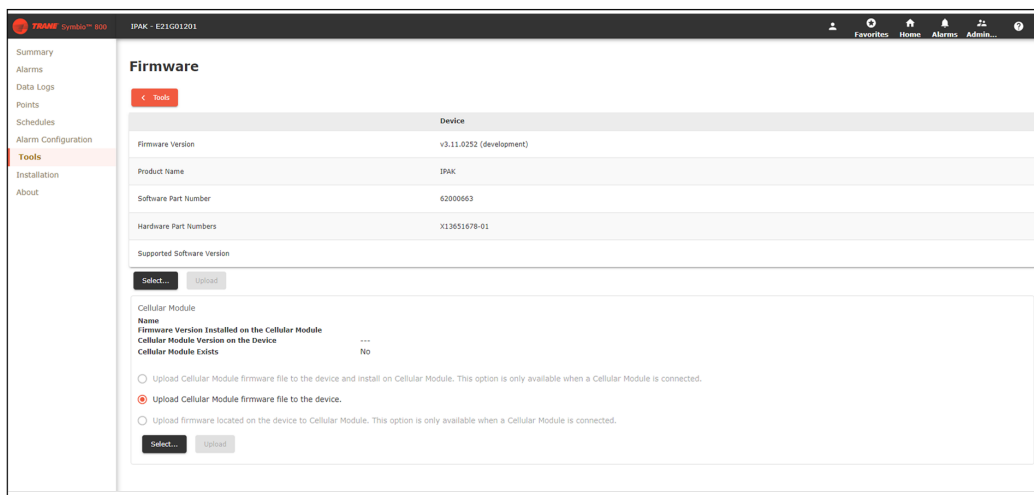 TRANE Symbio™ 800
IPAK - E21G01201
Favorites
Home
Alarms
Admin...
Summary
Alarms
Data Logs
Points
Schedules
Alarm Configuration
Tools
Installation
About
Firmware
< Tools
Device
Firmware Version v3.11.0252 (development)
Product Name IPAK
Software Part Number 62000663
Hardware Part Numbers X13651678-01
Supported Software Version
Select... Upload
Cellular Module
Name
Firmware Version Installed on the Cellular Module
Cellular Module Version on the Device ---
Cellular Module Exists No
Upload Cellular Module firmware file to the device and install on Cellular Module. This option is only available when a Cellular Module is connected.
Upload Cellular Module firmware file to the device.
Upload firmware located on the device to Cellular Module. This option is only available when a Cellular Module is connected.
Select... Upload